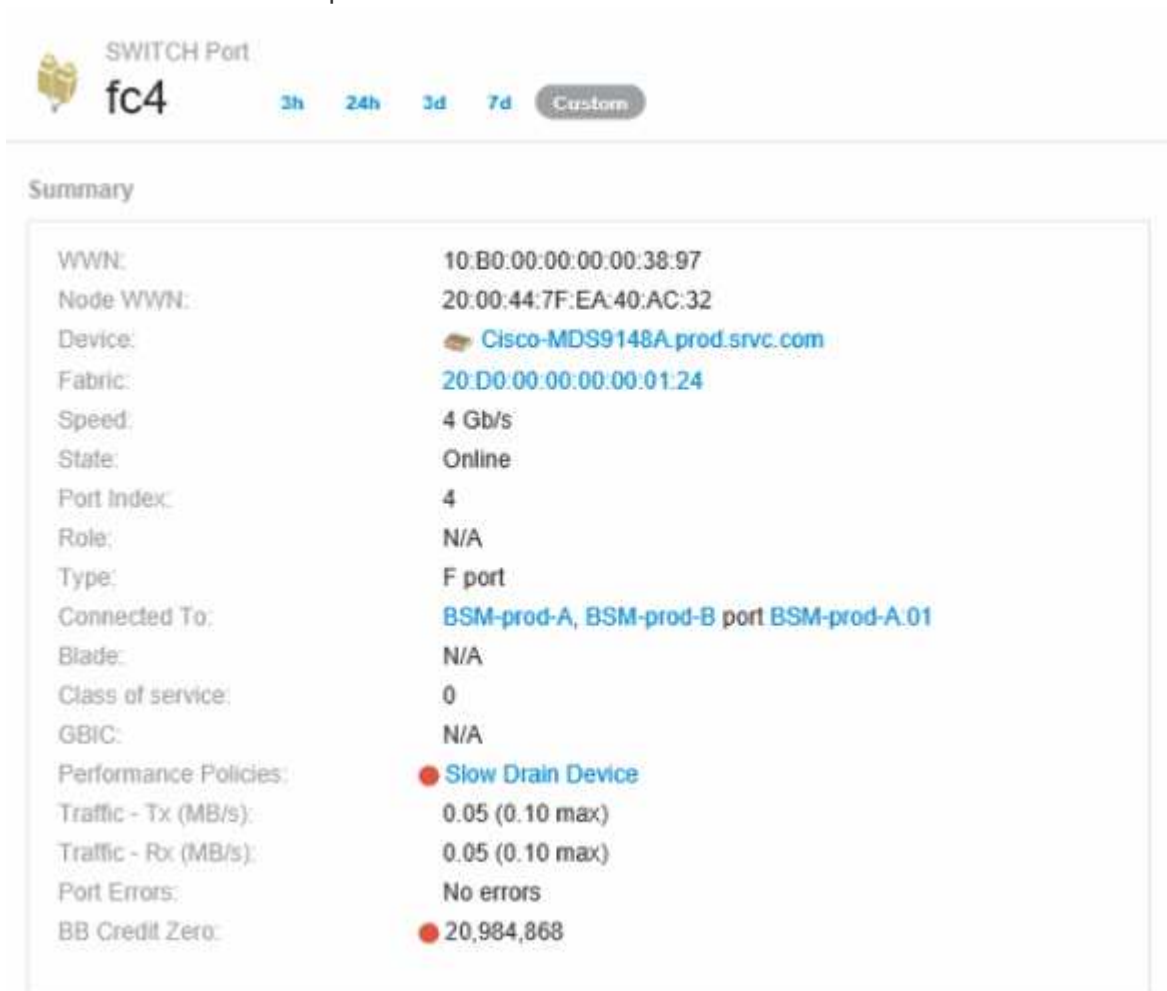 SWITCH Port
fc4 3h 24h 3d 7d Custom
Summary
WWN: 10:B0:00:00:00:00:38:97
Node WWN: 20:00:44:7F:EA:40:AC:32
Device: Cisco-MDS9148A.prod.srvc.com
Fabric: 20:D0:00:00:00:00:01:24
Speed: 4 Gb/s
State: Online
Port Index: 4
Role: N/A
Type: F port
Connected To: BSM-prod-A, BSM-prod-B port BSM-prod-A:01
Blade: N/A
Class of service: 0
GBIC: N/A
Performance Policies: Slow Drain Device
Traffic - Tx (MB/s): 0.05 (0.10 max)
Traffic - Rx (MB/s): 0.05 (0.10 max)
Port Errors: No errors
BB Credit Zero: 20,984,868